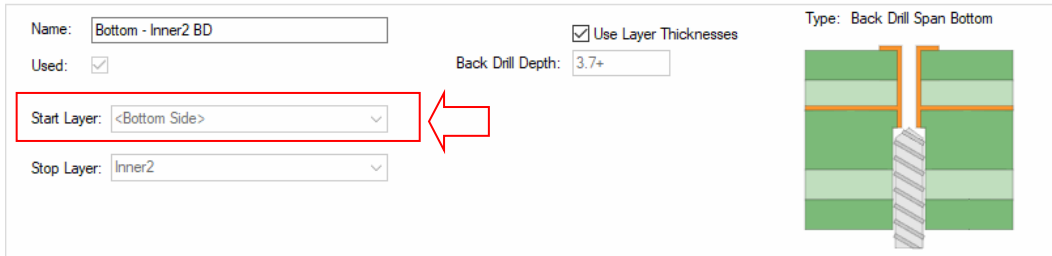 Name: Bottom - Inner2 BD
Used:
Start Layer: <Bottom Side>
Stop Layer: Inner2
Use Layer Thicknesses
Back Drill Depth: 3.7+
Type: Back Drill Span Bottom